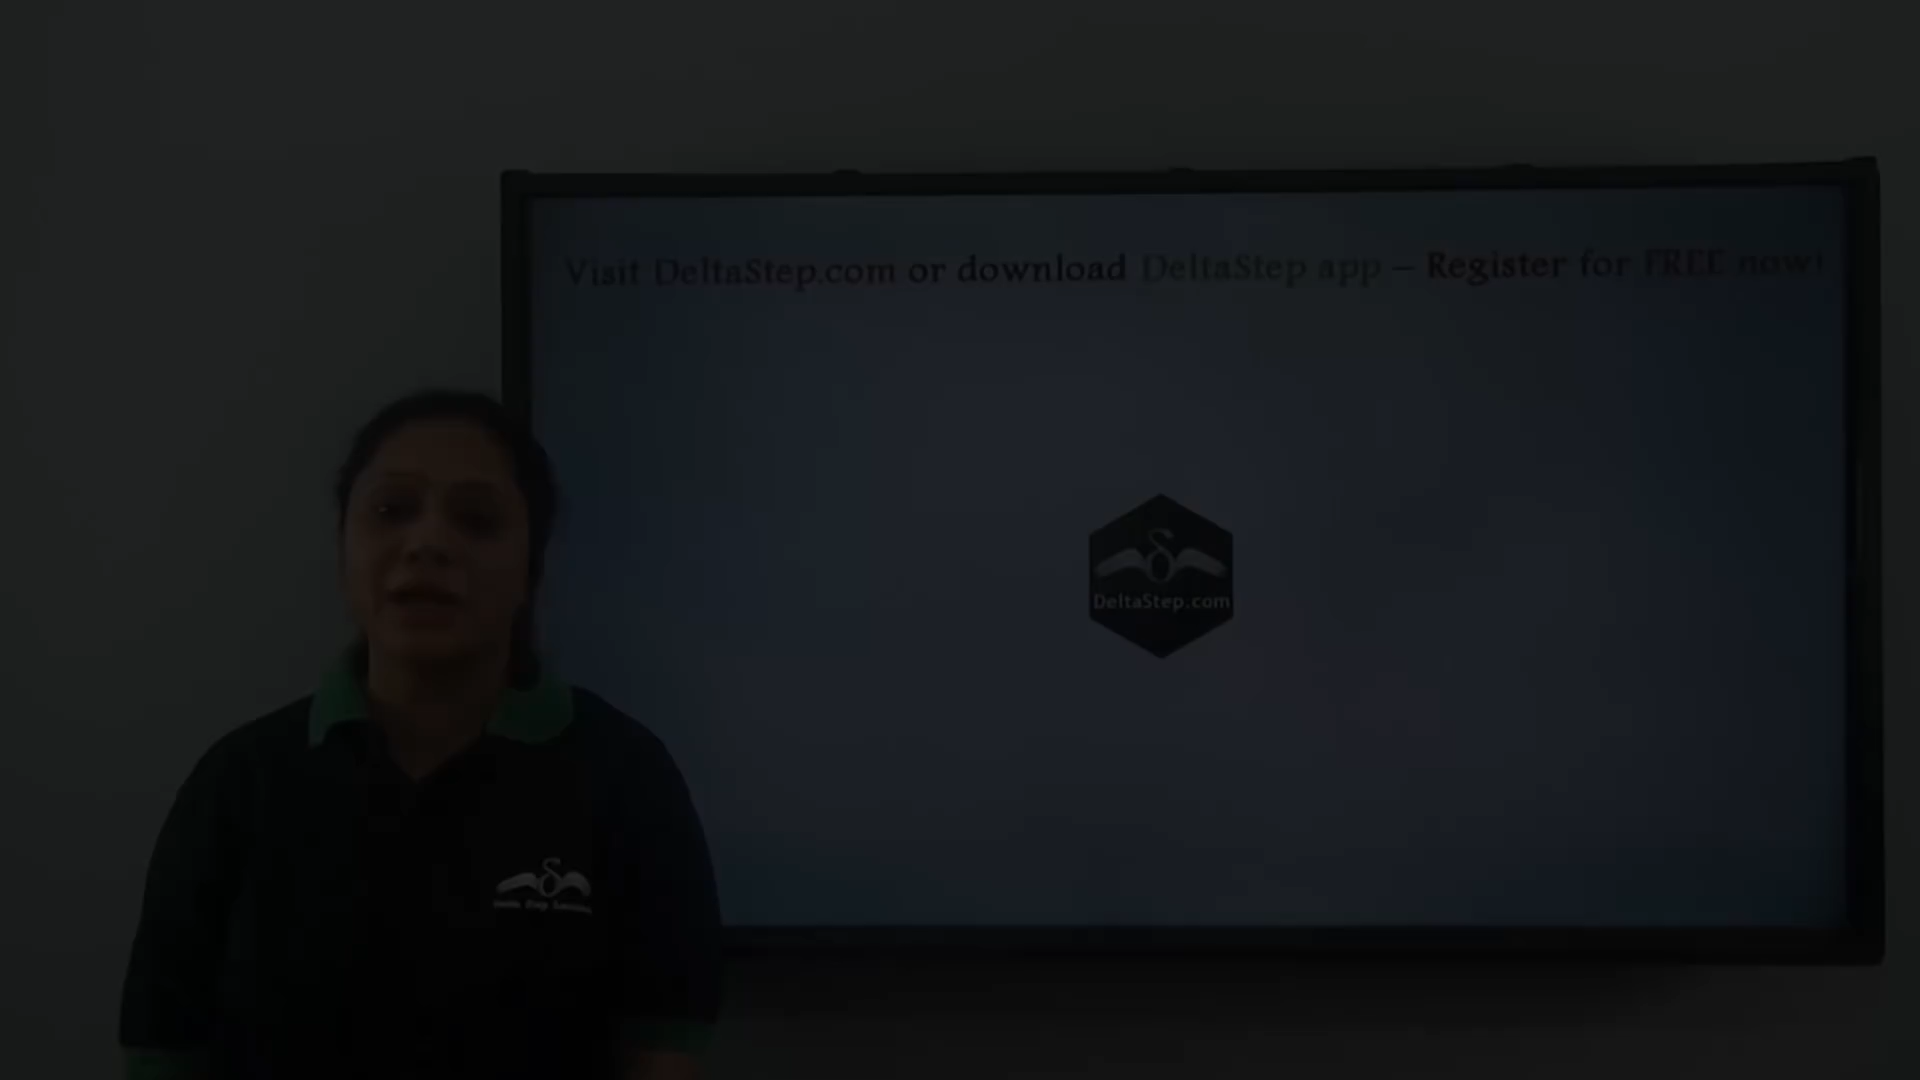 Visit DeltaStep.com or download DeltaStep app – Register for FREE now!
DeltaStep.com